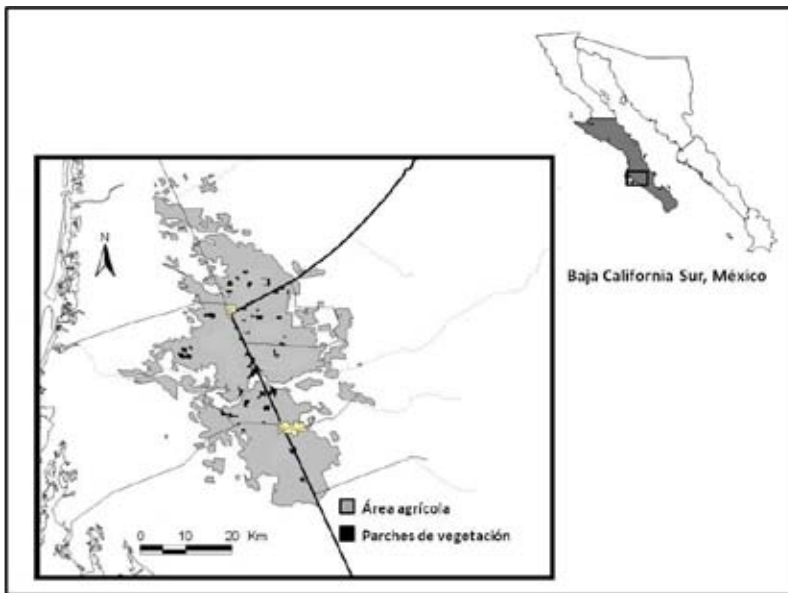 Baja California Sur, México
N
Área agrícola
Parches de vegetación
0 10 20 Km